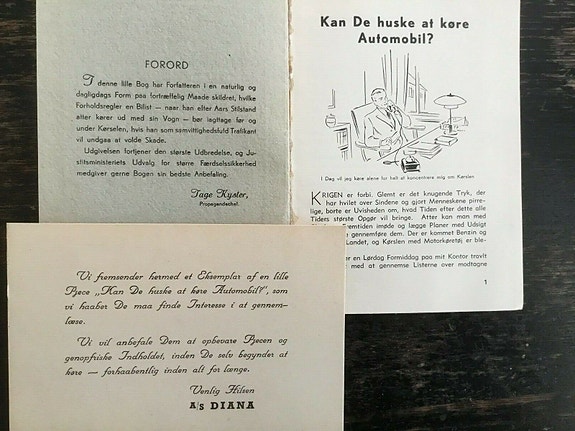 FORORD
I denne lille Bog har Forfatteren i en naturlig og
dagligdags Form paa fortræffelig Maade skildret, hvilke
Forholdsregler en Bilist — naar han efter Aars Stilstand
atter kører ud med sin Vogn — bør iagttage før og
under Kørselen, hvis han som samvittighedsfuld Trafikant
vil undgaa at volde Skade.
Udgivelsen fortjener den største Udbredelse, og Ju-
stitsministeriets Udvalg for større Færdselssikkerhed
medgiver gerne Bogen sin bedste Anbefaling.
Tage Kysler,
Propagandachef.
Kan De huske at køre
Automobil?
I Dag vil jeg køre alene for helt at koncentrere mig om Kørslen
KRIGEN er forbi. Glemt er det knugende Tryk, der
har hvilet over Sindene og gjort Menneskene pirre-
lige, borte er Uvisheden om, hvad Tiden efter dette alle
Tiders største Opgør vil bringe. Atter kan man med
Fremtiden imøde og lægge Planer med Udsigt
gennemføre dem. Der er kommet Benzin og
Landet, og Kørslen med Motorkøretøj er ble-
er en Lørdag Formiddag paa mit Kontor travlt
med at gennemse Listerne over modtagne
1
Vi fremsender hermed et Eksemplar af en lille
Pjece „Kan De huske at køre Automobil?", som
vi haaber De maa finde Interesse i at gennem-
læse.
Vi vil anbefale Dem at opbevare Pjecen og
genopfriske Indholdet, inden De selv begynder at
køre — forhaabentlig inden alt for længe.
Venlig Hilsen
A/S DIANA